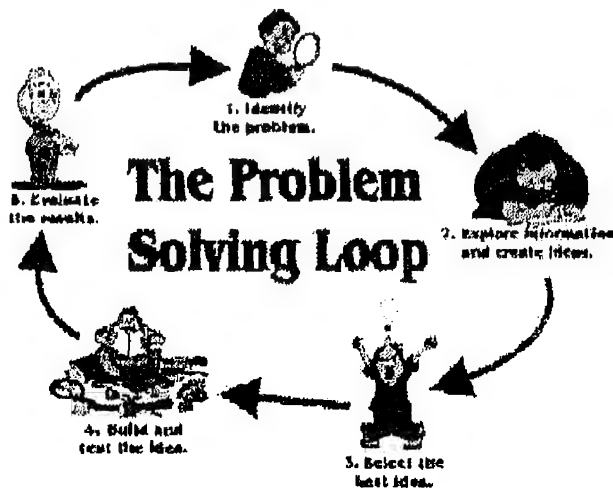 1. Identify
the problem.
The Problem
Solving Loop
2. Explore information
and create ideas.
3. Select the
best idea.
4. Build and
test the idea.
5. Evaluate
the results.